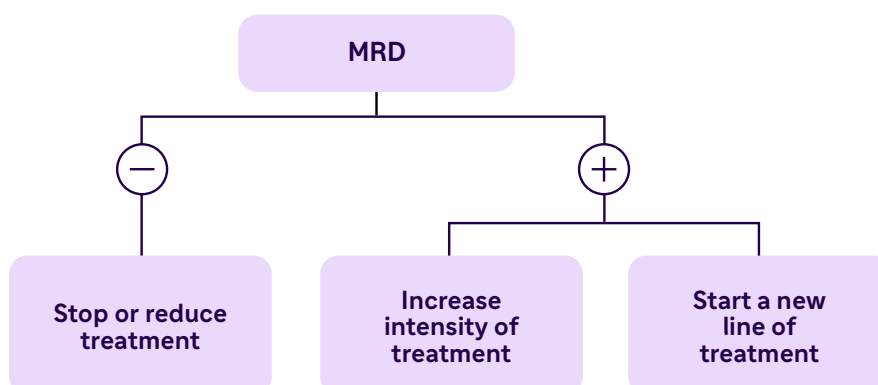 MRD
−
+
Stop or reduce
treatment
Increase
intensity of
treatment
Start a new
line of
treatment